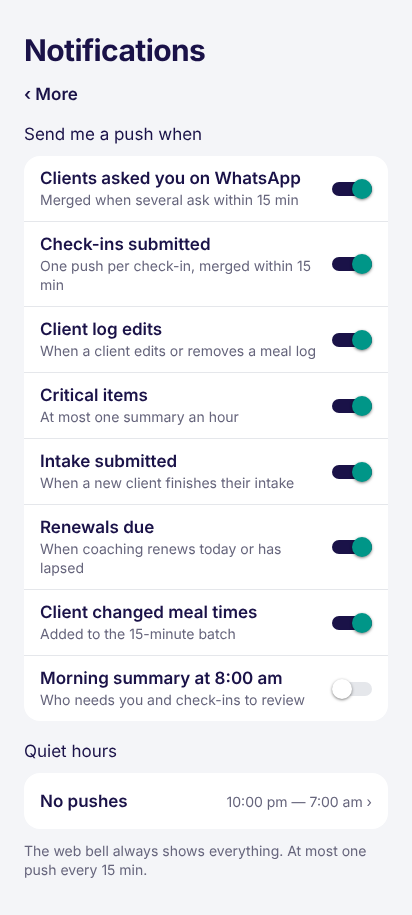 Notifications
‹ More
Send me a push when
Clients asked you on WhatsApp
Merged when several ask within 15 min
Check-ins submitted
One push per check-in, merged within 15
min
Client log edits
When a client edits or removes a meal log
Critical items
At most one summary an hour
Intake submitted
When a new client finishes their intake
Renewals due
When coaching renews today or has
lapsed
Client changed meal times
Added to the 15-minute batch
Morning summary at 8:00 am
Who needs you and check-ins to review
Quiet hours
No pushes
10:00 pm — 7:00 am ›
The web bell always shows everything. At most one
push every 15 min.